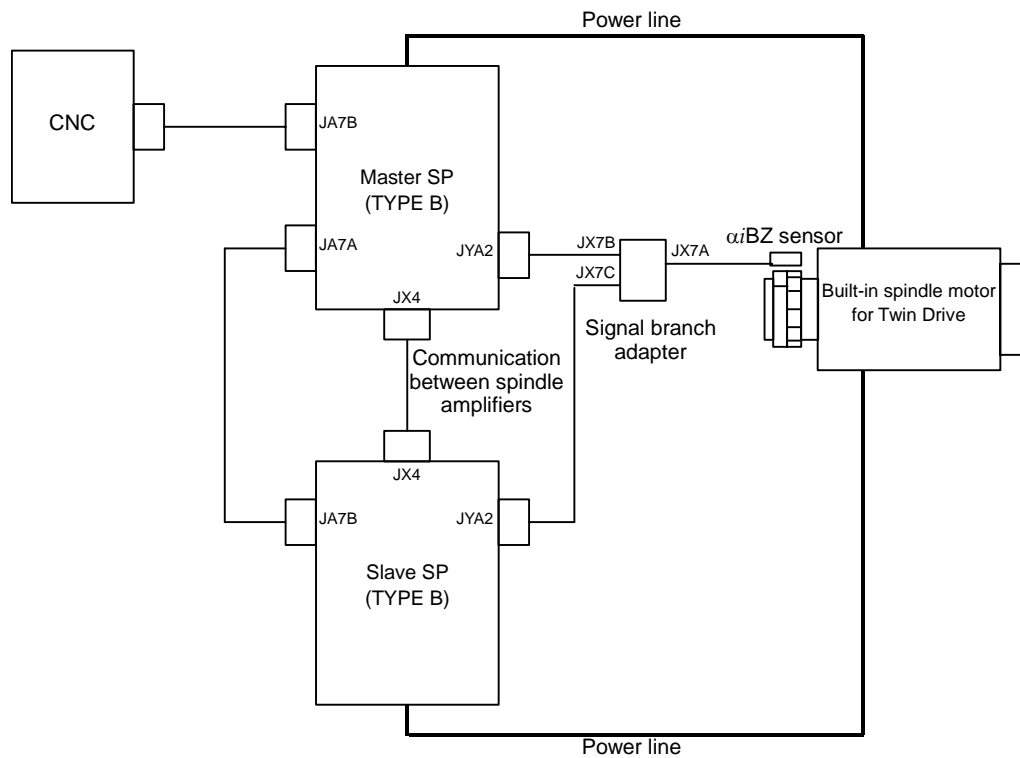 Power line
CNC
JA7B
Master SP
(TYPE B)
JA7A
JYA2
JX4
JX7B
JX7A
JX7C
αiBZ sensor
Built-in spindle motor
for Twin Drive
Signal branch
adapter
Communication
between spindle
amplifiers
JX4
JA7B
JYA2
Slave SP
(TYPE B)
Power line